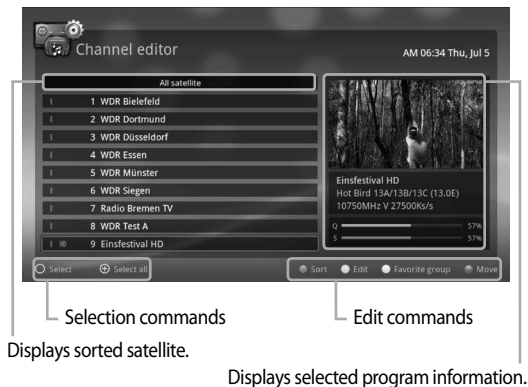 Channel editor
AM 06:34 Thu, Jul 5
All satellite
1 WDR Bielefeld
2 WDR Dortmund
3 WDR Düsseldorf
4 WDR Essen
5 WDR Münster
6 WDR Siegen
7 Radio Bremen TV
8 WDR Test A
HD 9 Einsfestival HD
Einsfestival HD
Hot Bird 13A/13B/13C (13.0E)
10750MHz V 27500Ks/s
Q 57%
S 57%
Select Select all
Sort Edit Favorite group Move
Selection commands
Edit commands
Displays sorted satellite.
Displays selected program information.